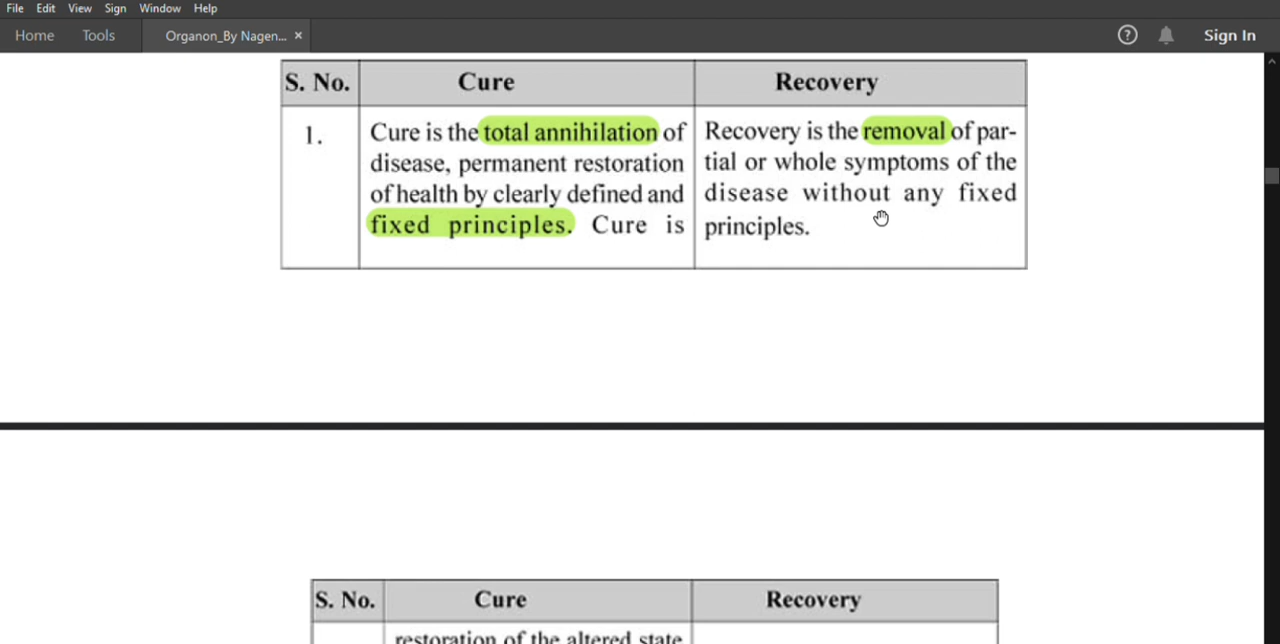 File Edit View Sign Window Help
Home Tools Organon_By Nagen... × ? Sign In
S. No. Cure Recovery
1. Cure is the total annihilation of Recovery is the removal of par-
disease, permanent restoration tial or whole symptoms of the
of health by clearly defined and disease without any fixed
fixed principles. Cure is principles.
S. No. Cure Recovery
restoration of the altered state